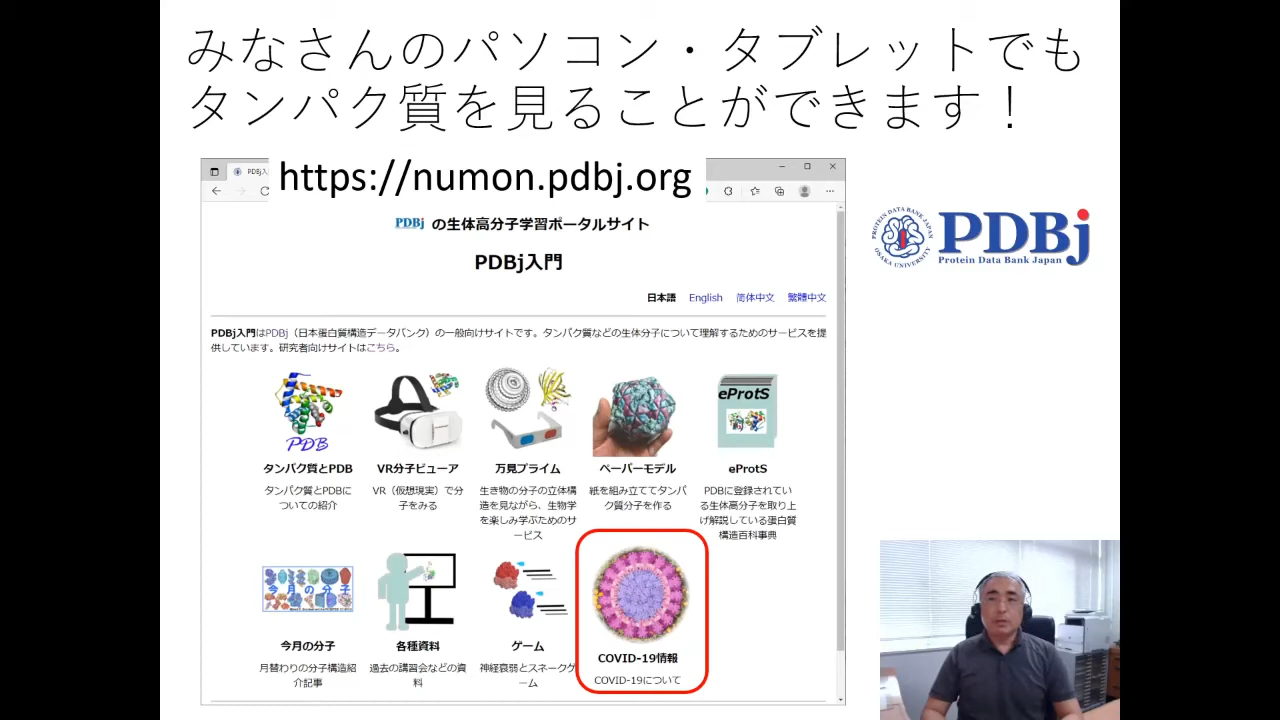 みなさんのパソコン・タブレットでも
タンパク質を見ることができます！
PDBj入
https://numon.pdbj.org
PDBj の生体高分子学習ポータルサイト
PDBj入門
日本語 English 简体中文 繁體中文
PDBj入門はPDBj（日本蛋白質構造データバンク）の一般向けサイトです。タンパク質などの生体分子について理解するためのサービスを提
供しています。研究者向けサイトはこちら。
PROTEIN DATA BANK JAPAN
OSAKA UNIVERSITY
PDBj
Protein Data Bank Japan
PDB
eProtS
タンパク質とPDB
タンパク質とPDBに
ついての紹介
VR分子ビューア
VR（仮想現実）で分
子をみる
万見プライム
生き物の分子の立体構
造を見ながら、生物学
を楽しみ学ぶためのサ
ービス
ペーパーモデル
紙を組み立ててタンパ
ク質分子を作る
eProtS
PDBに登録されてい
る生体高分子を取り上
げ解説している蛋白質
構造百科事典
今月の分子
今月の分子
月替わりの分子構造紹
介記事
各種資料
過去の講習会などの資
料
ゲーム
神経衰弱とスネークゲ
ーム
COVID-19情報
COVID-19について